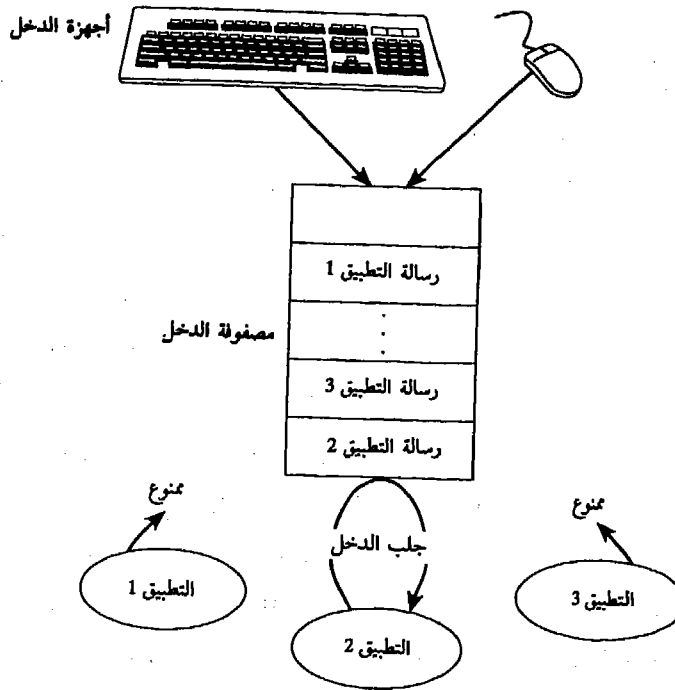 أجهزة الدخل
رسالة التطبيق 1
مصفوفة الدخل
رسالة التطبيق 3
رسالة التطبيق 2
ممنوع
ممنوع
جلب الدخل
التطبيق 1
التطبيق 3
التطبيق 2